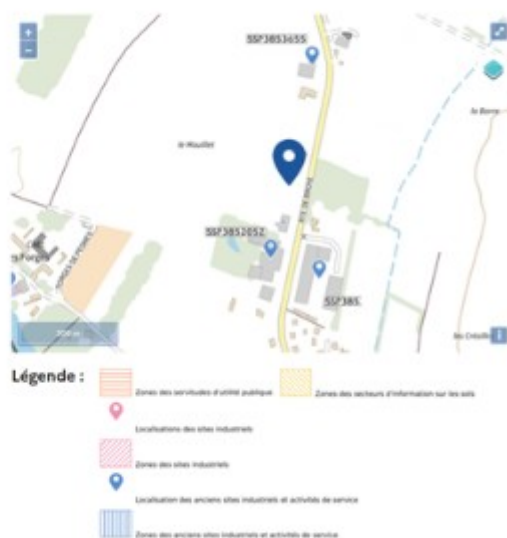 +
−
SSP3853655
la Borne
le Mouillet
SSP3852052
SSP385
Légende :
Zones des servitudes d'utilité publique
Zones des secteurs d'information sur les sols
Localisations des sites industriels
Zones des sites industriels
Localisation des anciens sites industriels et activités de service
Zones des anciens sites industriels et activités de service